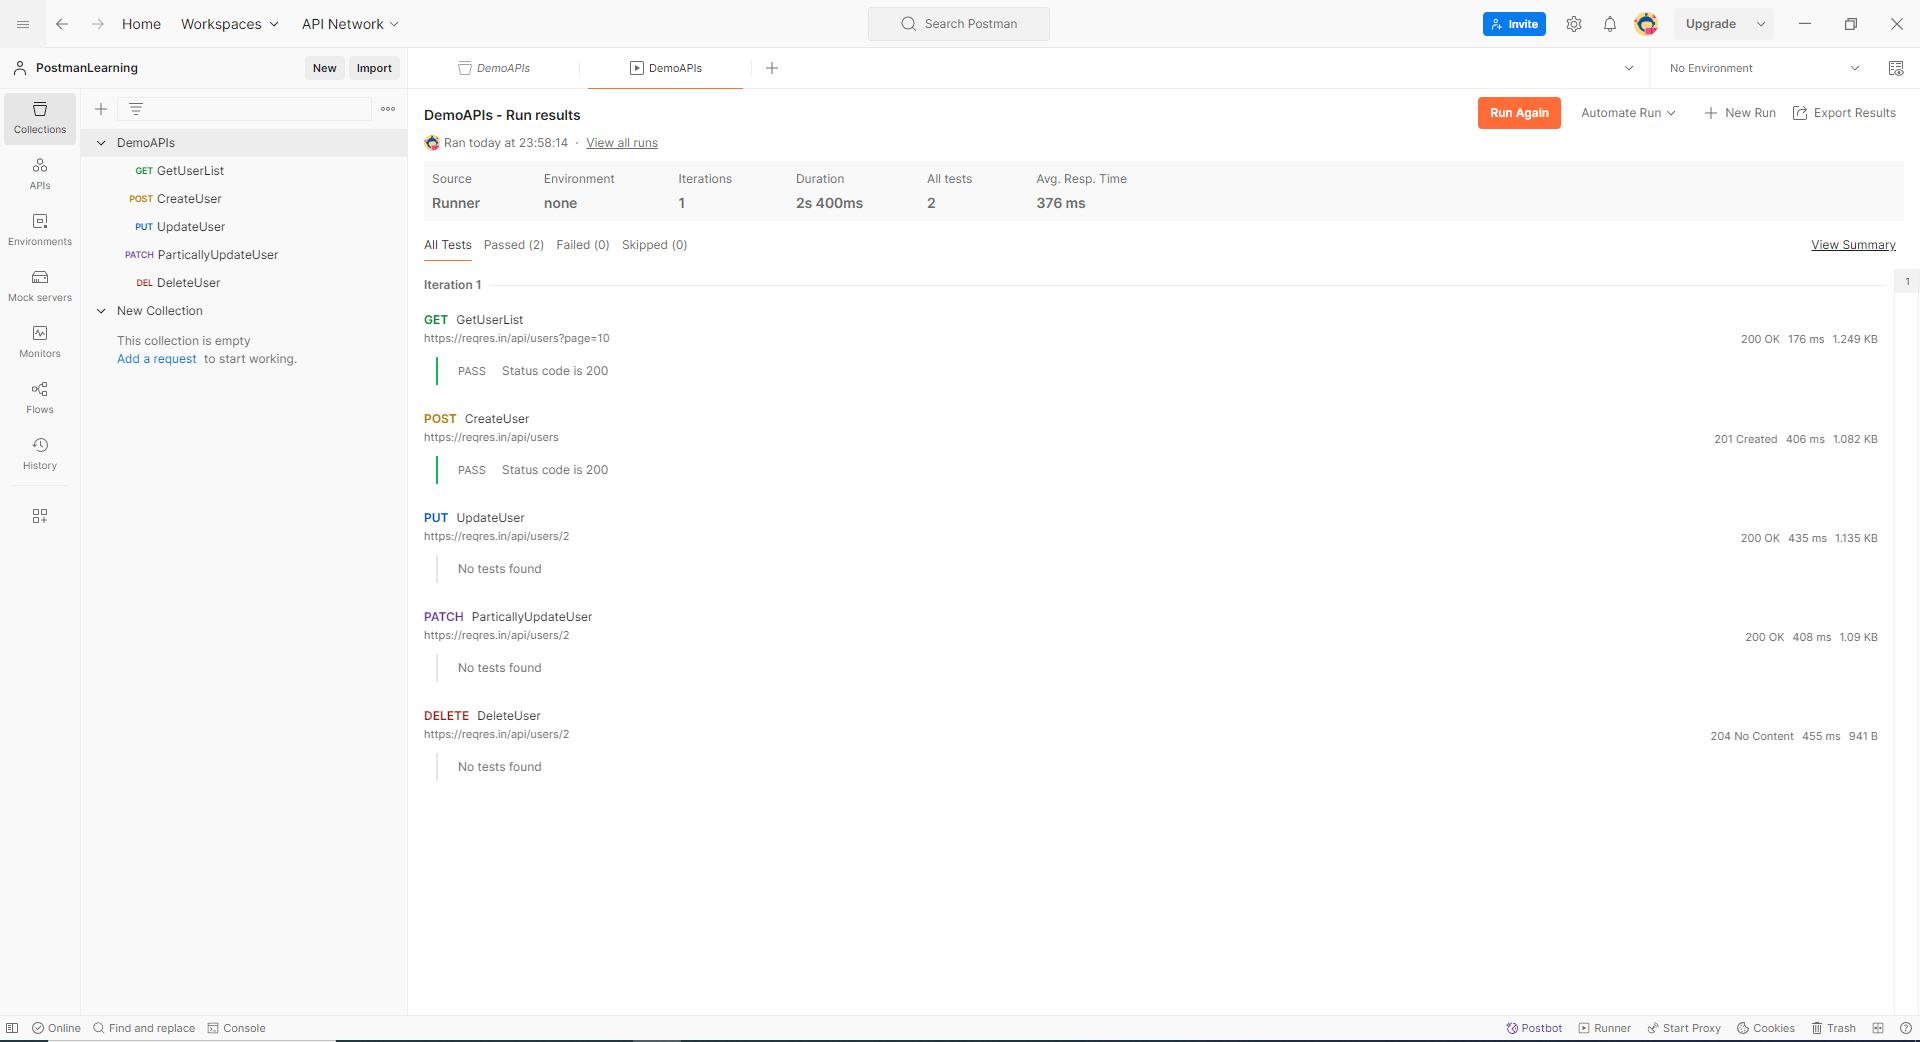 Home Workspaces API Network Search Postman Invite Upgrade
PostmanLearning New Import DemoAPIs DemoAPIs No Environment
Collections
APIs
Environments
Mock servers
Monitors
Flows
History
DemoAPIs
GET GetUserList
POST CreateUser
PUT UpdateUser
PATCH ParticallyUpdateUser
DEL DeleteUser
New Collection
This collection is empty
Add a request to start working.
DemoAPIs - Run results Run Again Automate Run New Run Export Results
Ran today at 23:58:14 · View all runs
Source Environment Iterations Duration All tests Avg. Resp. Time
Runner none 1 2s 400ms 2 376 ms
All Tests Passed (2) Failed (0) Skipped (0) View Summary
Iteration 1 1
GET GetUserList
https://reqres.in/api/users?page=10 200 OK 176 ms 1.249 KB
PASS Status code is 200
POST CreateUser
https://reqres.in/api/users 201 Created 406 ms 1.082 KB
PASS Status code is 200
PUT UpdateUser
https://reqres.in/api/users/2 200 OK 435 ms 1.135 KB
No tests found
PATCH ParticallyUpdateUser
https://reqres.in/api/users/2 200 OK 408 ms 1.09 KB
No tests found
DELETE DeleteUser
https://reqres.in/api/users/2 204 No Content 455 ms 941 B
No tests found
Online Find and replace Console Postbot Runner Start Proxy Cookies Trash